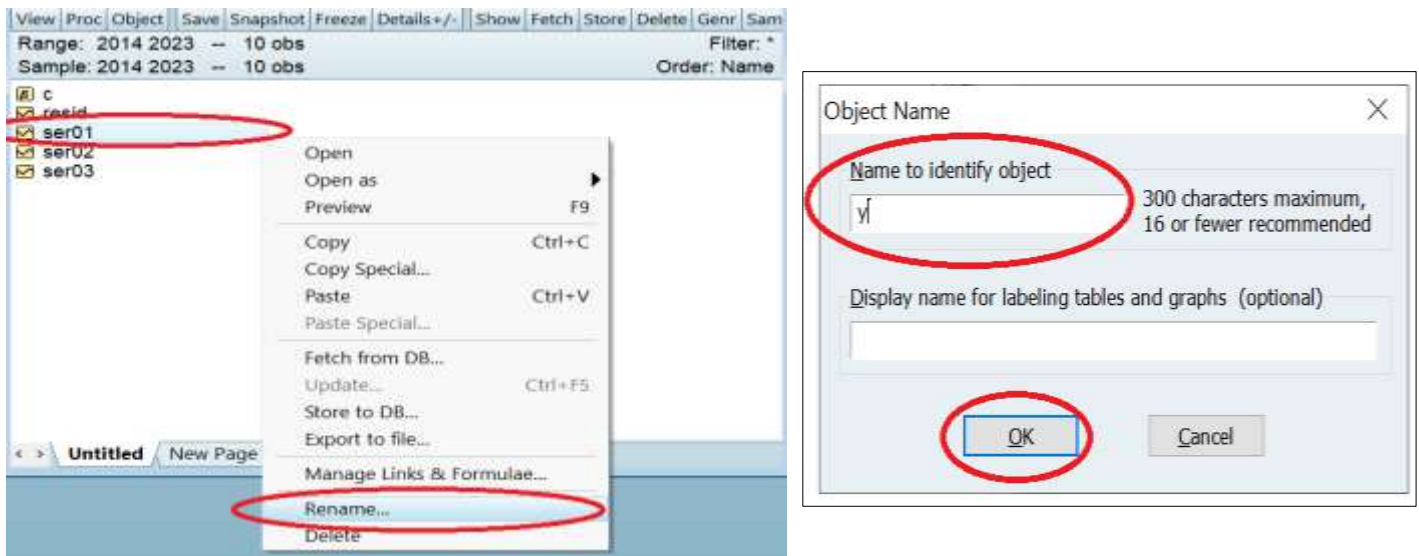 View Proc Object Save Snapshot Freeze Details+/- Show Fetch Store Delete Genr Sam
Range: 2014 2023 -- 10 obs
Filter: *
Sample: 2014 2023 -- 10 obs
Order: Name
c
resid
ser01
ser02
ser03
Open
Open as
Preview F9
Copy Ctrl+C
Copy Special...
Paste Ctrl+V
Paste Special...
Fetch from DB...
Update... Ctrl+F5
Store to DB...
Export to file...
Manage Links & Formulae...
Rename...
Delete
< > Untitled New Page
Object Name
Name to identify object
y
300 characters maximum,
16 or fewer recommended
Display name for labeling tables and graphs (optional)
OK
Cancel